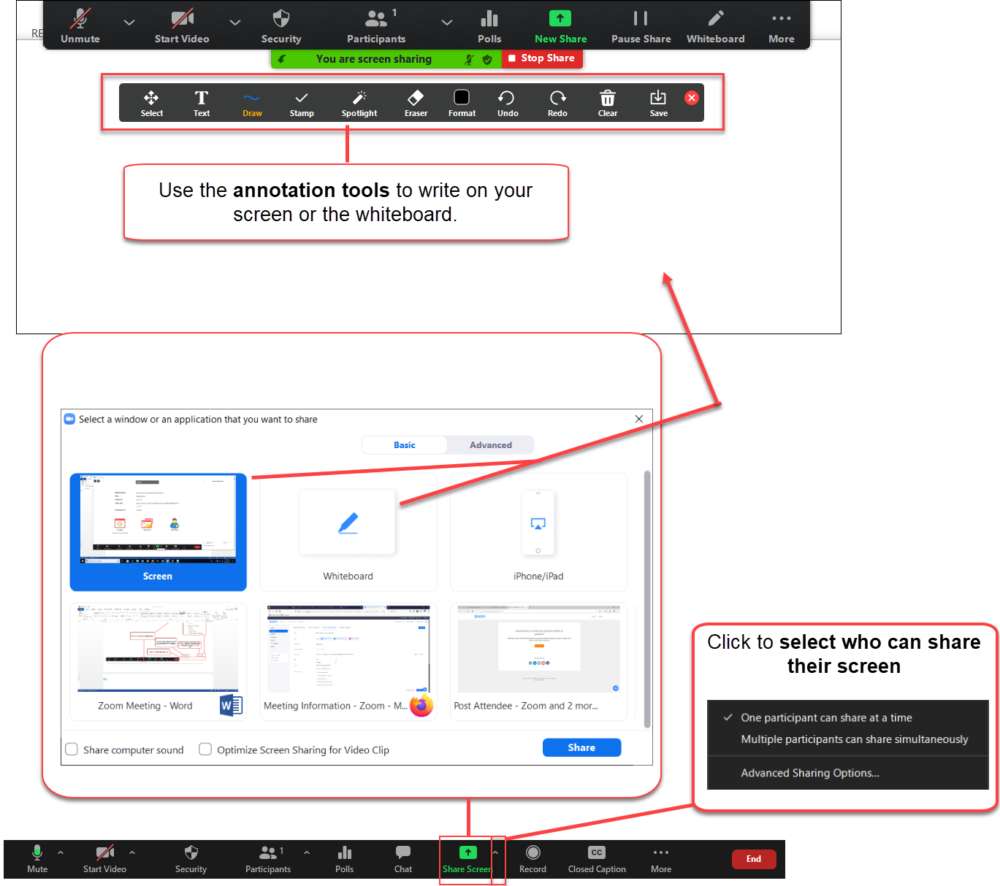 RE
Unmute
Start Video
Security
Participants
1
Polls
New Share
Pause Share
Whiteboard
More
You are screen sharing
Stop Share
Select
Text
Draw
Stamp
Spotlight
Eraser
Format
Undo
Redo
Clear
Save
Use the annotation tools to write on your
screen or the whiteboard.
Select a window or an application that you want to share
Basic
Advanced
Screen
Whiteboard
iPhone/iPad
zoom
Zoom Meeting - Word
Meeting Information - Zoom - M...
Post Attendee - Zoom and 2 mor...
Share computer sound
Optimize Screen Sharing for Video Clip
Share
Click to select who can share
their screen
One participant can share at a time
Multiple participants can share simultaneously
Advanced Sharing Options...
Mute
Start Video
Security
Participants
1
Polls
Chat
Share Screen
Record
CC
Closed Caption
More
End